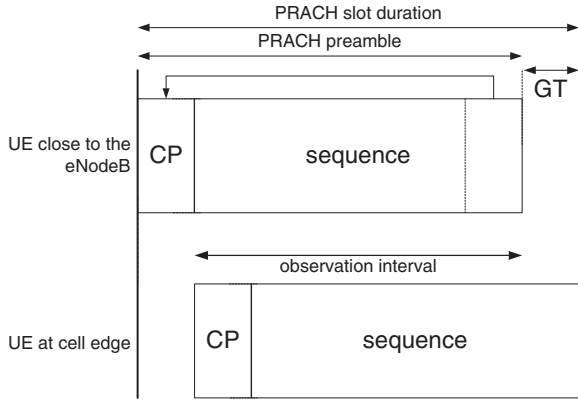 PRACH slot duration
PRACH preamble
GT
UE close to the
eNodeB
CP
sequence
observation interval
UE at cell edge
CP
sequence